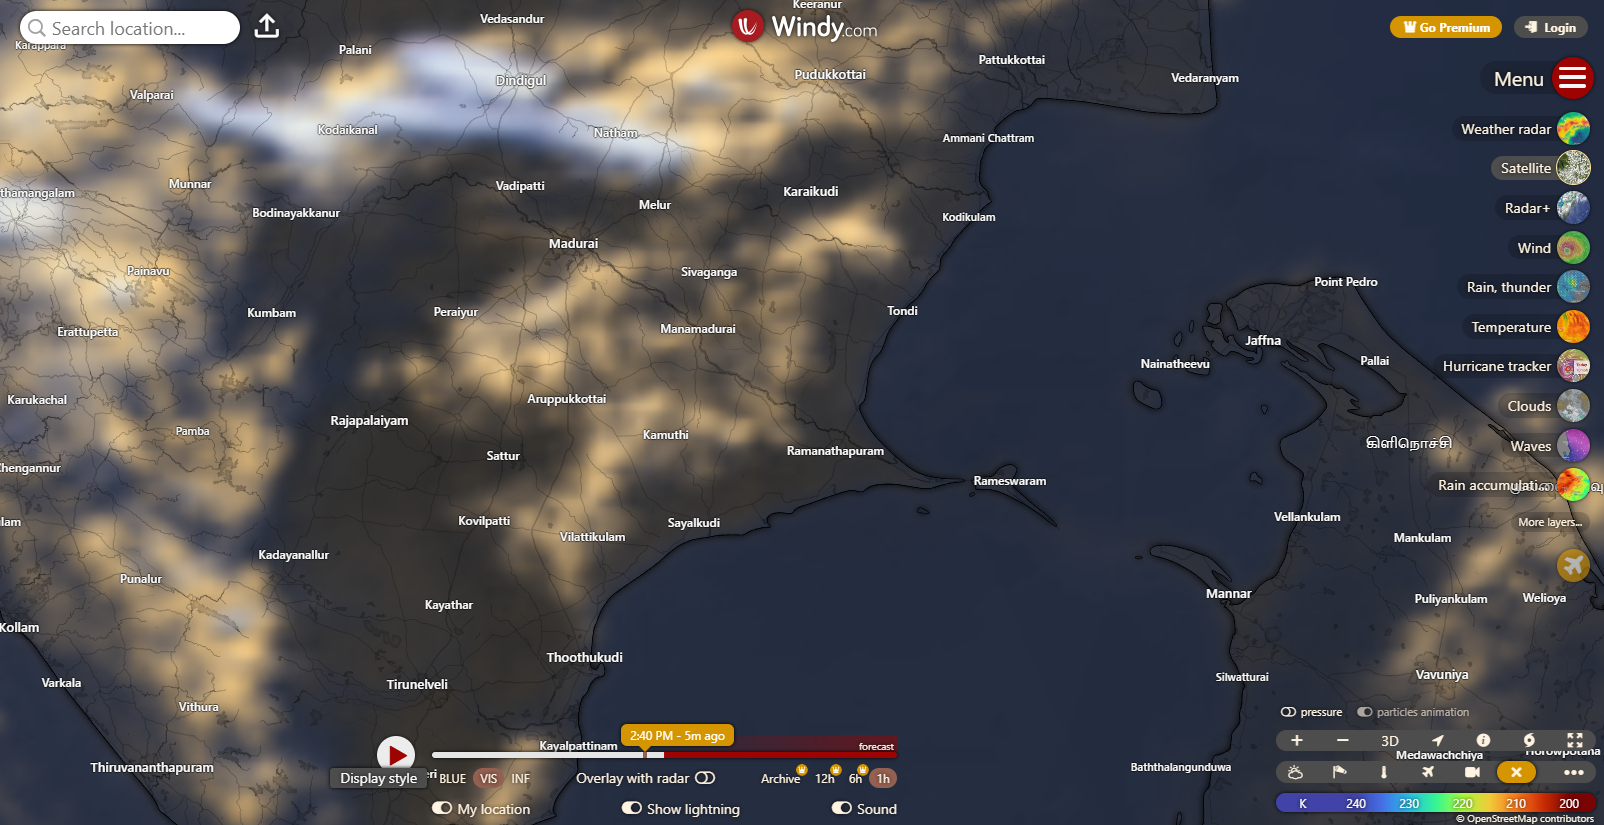 Search location...
Windy.com
Go Premium
Login
Menu
Weather radar
Satellite
Radar+
Wind
Rain, thunder
Temperature
Hurricane tracker
Clouds
Waves
Rain accumulati...
More layers...
Keeranur
Vedasandur
Karappara
Palani
Pattukkottai
Dindigul
Pudukkottai
Vedaranyam
Valparai
Kodaikanal
Natham
Ammani Chattram
Munnar
thamangalam
Vadipatti
Karaikudi
Bodinayakkanur
Melur
Kodikulam
Madurai
Painavu
Sivaganga
Point Pedro
Kumbam
Peraiyur
Tondi
Erattupetta
Manamadurai
Jaffna
Nainatheevu
Pallai
Karukachal
Aruppukkottai
Rajapalaiyam
Pamba
Kamuthi
கிளிநொச்சி
Sattur
Ramanathapuram
Chengannur
Rameswaram
lam
Kovilpatti
Sayalkudi
Vellankulam
Vilattikulam
Mankulam
Kadayanallur
Punalur
Mannar
Puliyankulam
Welioya
Kayathar
Kollam
Thoothukudi
Varkala
Tirunelveli
Silwatturai
Vavuniya
Vithura
Kayalpattinam
Thiruvananthapuram
Baththalangunduwa
Medawachchiya
Horowpotana
2:40 PM - 5m ago
forecast
Display style
eri
BLUE
VIS
INF
Overlay with radar
Archive
12h
6h
1h
My location
Show lightning
Sound
pressure
particles animation
3D
K 240 230 220 210 200
© OpenStreetMap contributors